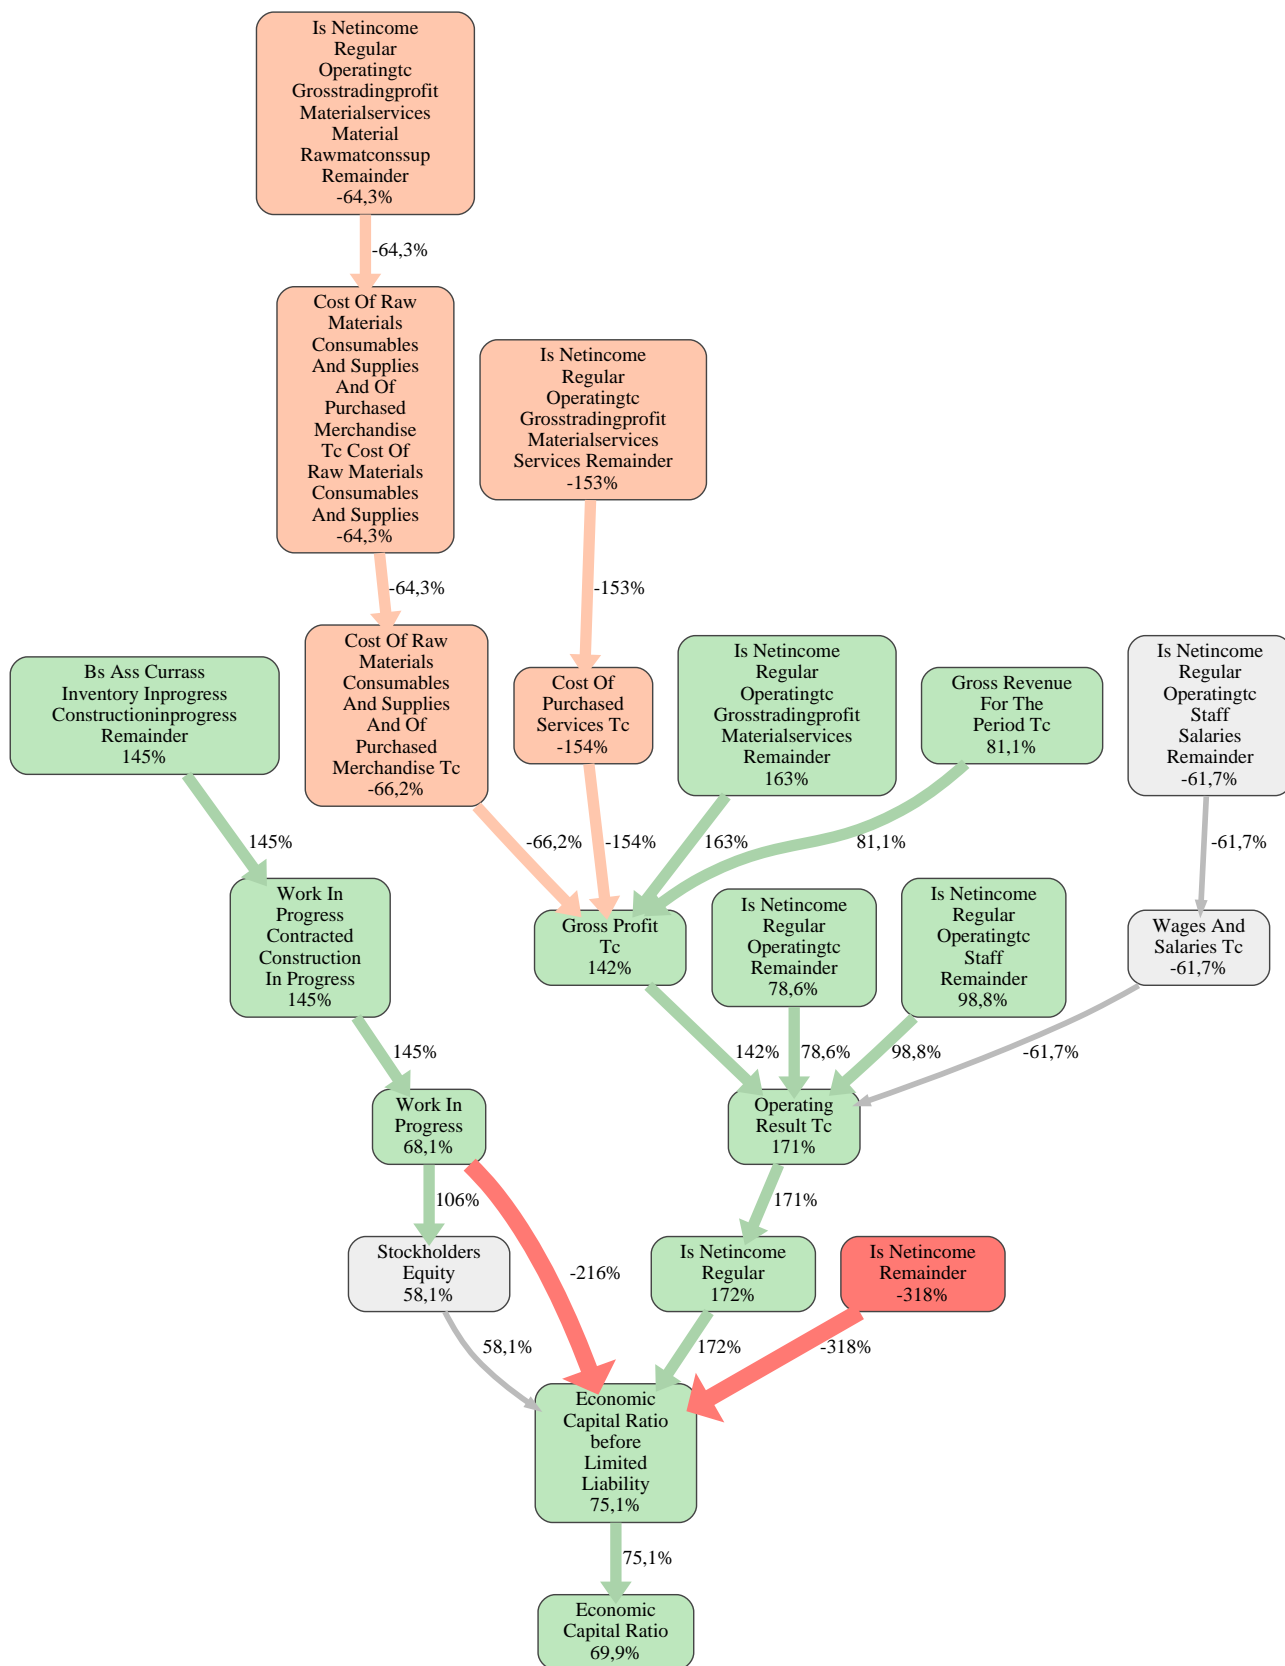 Is Netincome
Regular
Operatingtc
Grosstradingprofit
Materialservices
Material
Rawmatconssup
Remainder
-64,3%
-64,3%
Cost Of Raw
Materials
Consumables
And Supplies
And Of
Purchased
Merchandise
Tc Cost Of
Raw Materials
Consumables
And Supplies
-64,3%
Is Netincome
Regular
Operatingtc
Grosstradingprofit
Materialservices
Services Remainder
-153%
-64,3%
-153%
Bs Ass Currass
Inventory Inprogress
Constructioninprogress
Remainder
145%
Cost Of Raw
Materials
Consumables
And Supplies
And Of
Purchased
Merchandise Tc
-66,2%
Cost Of
Purchased
Services Tc
-154%
Is Netincome
Regular
Operatingtc
Grosstradingprofit
Materialservices
Remainder
163%
Gross Revenue
For The
Period Tc
81,1%
Is Netincome
Regular
Operatingtc
Staff
Salaries
Remainder
-61,7%
145%
-66,2%
-154%
163%
81,1%
-61,7%
Work In
Progress
Contracted
Construction
In Progress
145%
Gross Profit
Tc
142%
Is Netincome
Regular
Operatingtc
Remainder
78,6%
Is Netincome
Regular
Operatingtc
Staff
Remainder
98,8%
Wages And
Salaries Tc
-61,7%
145%
142%
78,6%
98,8%
-61,7%
Work In
Progress
68,1%
Operating
Result Tc
171%
106%
-216%
171%
Stockholders
Equity
58,1%
Is Netincome
Regular
172%
Is Netincome
Remainder
-318%
58,1%
172%
-318%
Economic
Capital Ratio
before
Limited
Liability
75,1%
75,1%
Economic
Capital Ratio
69,9%